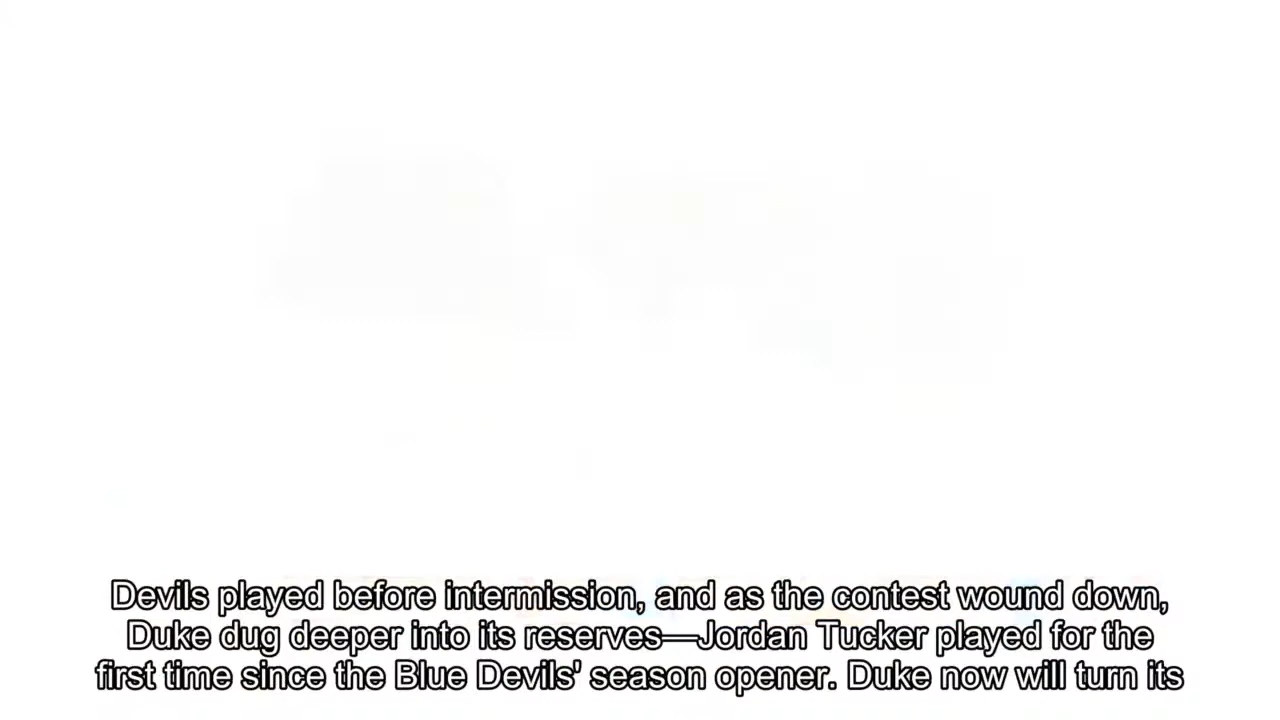 Devils played before intermission, and as the contest wound down,
Duke dug deeper into its reserves—Jordan Tucker played for the
first time since the Blue Devils' season opener. Duke now will turn its